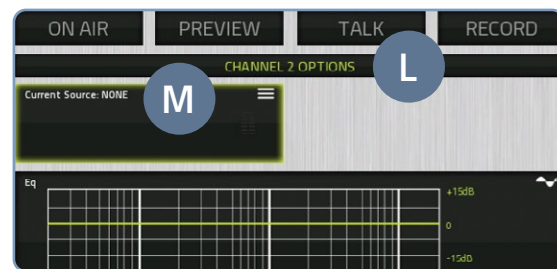 ON AIR PREVIEW TALK RECORD
CHANNEL 2 OPTIONS L
Current Source: NONE M
Eq
+15dB
0
-15dB